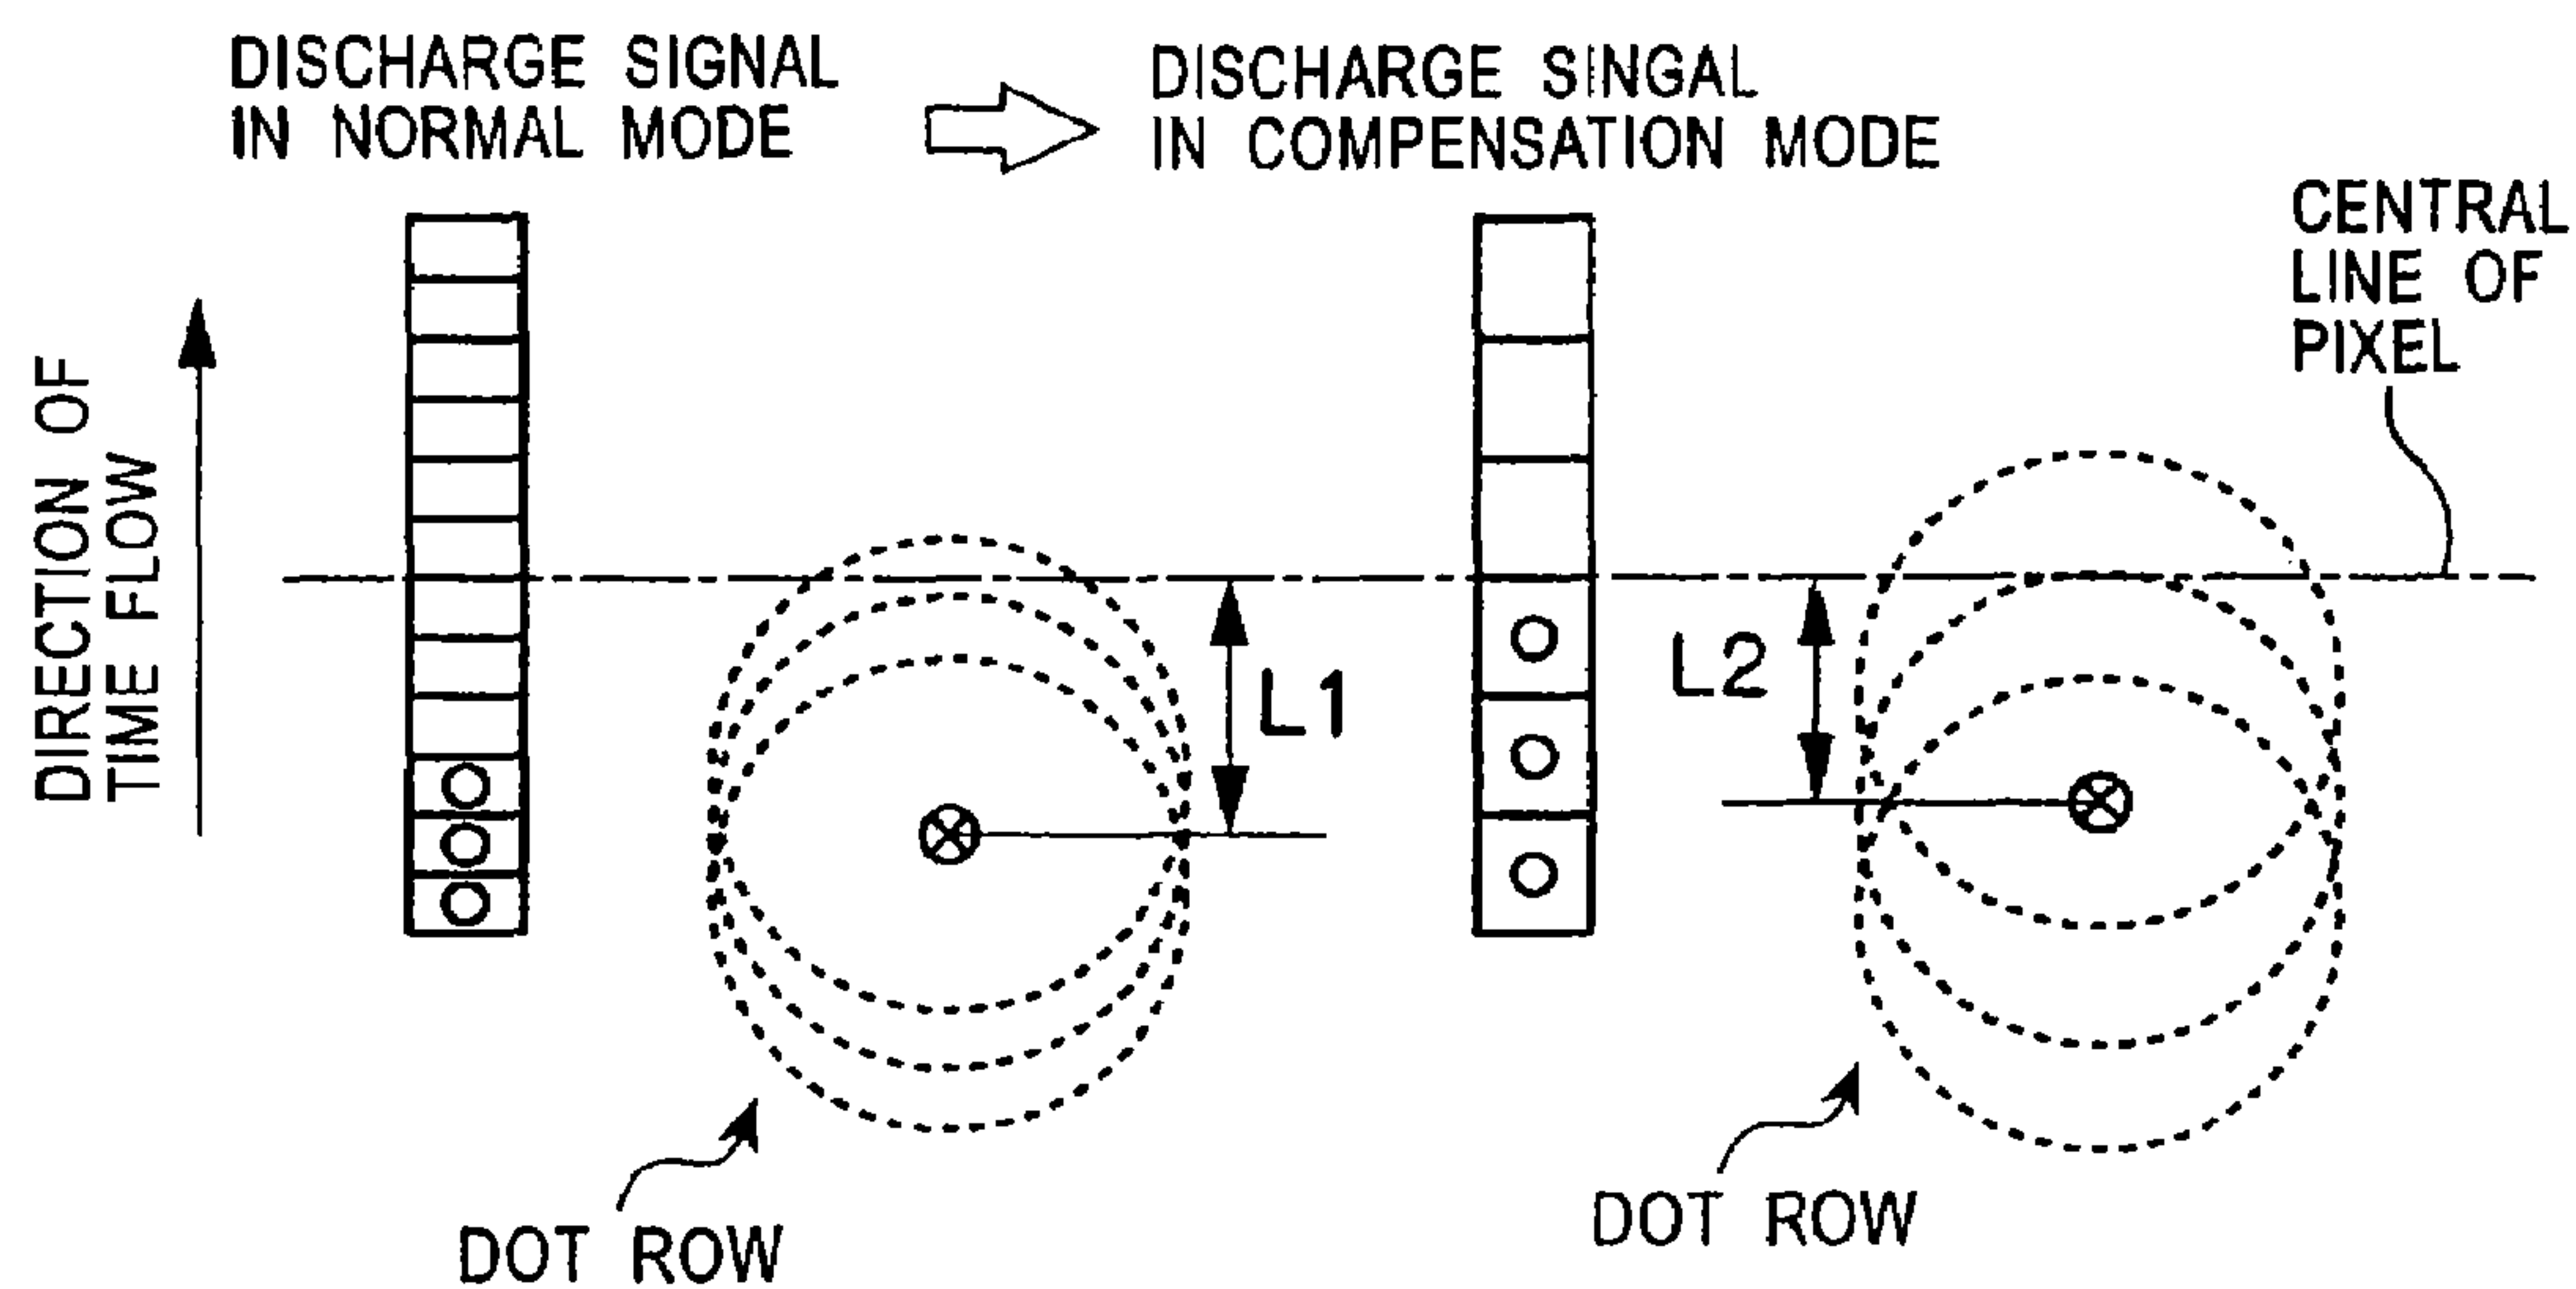 DISCHARGE SIGNAL
IN NORMAL MODE
DISCHARGE SINGAL
IN COMPENSATION MODE
CENTRAL
LINE OF
PIXEL
DIRECTION OF
TIME FLOW
L1
L2
DOT ROW
DOT ROW